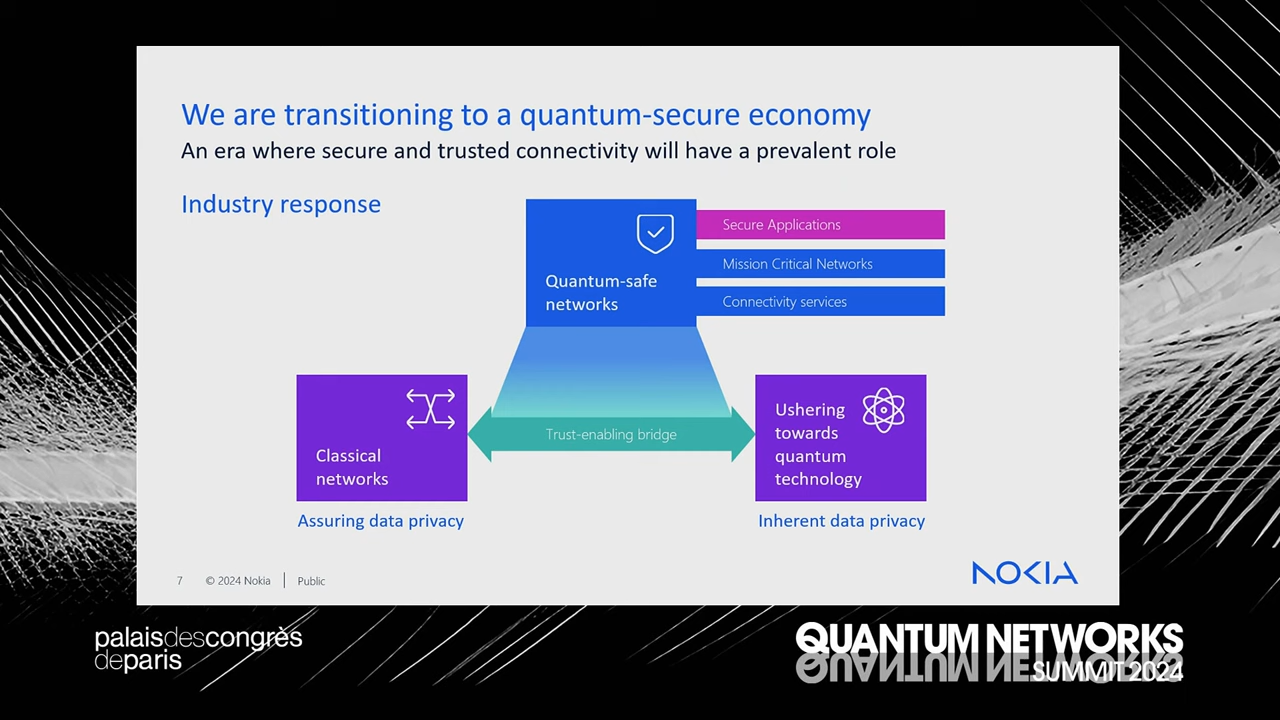 We are transitioning to a quantum-secure economy
An era where secure and trusted connectivity will have a prevalent role
Industry response
Quantum-safe
networks
Secure Applications
Mission Critical Networks
Connectivity services
Classical
networks
Trust-enabling bridge
Ushering
towards
quantum
technology
Assuring data privacy
Inherent data privacy
7 © 2024 Nokia | Public
NOKIA
palaisdescongrès
deparis
QUANTUM NETWORKS
SUMMIT 2024